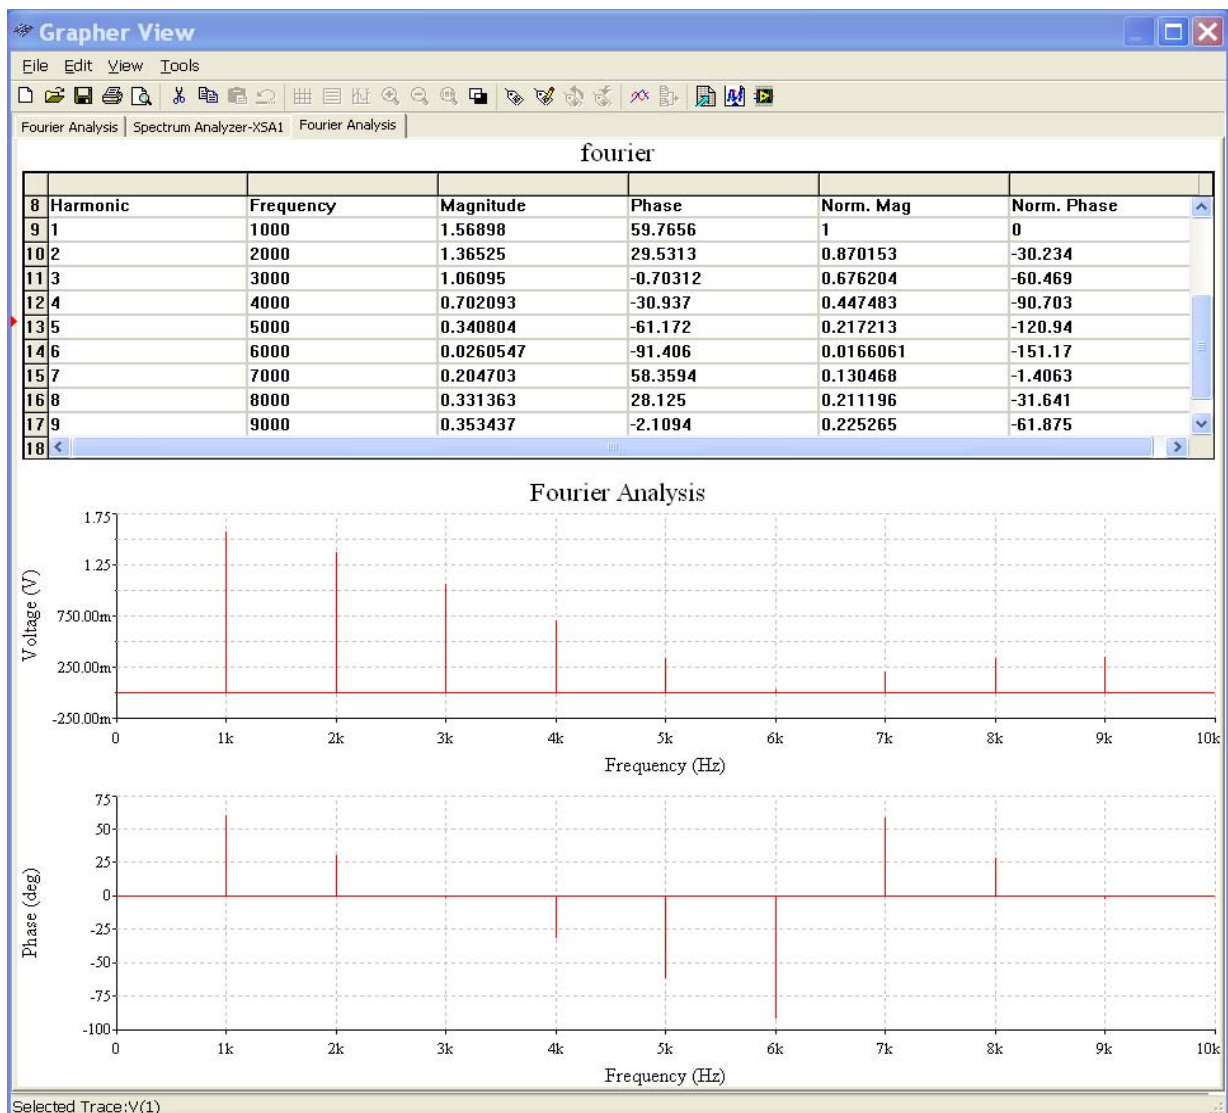 Grapher View
File Edit View Tools
Fourier Analysis Spectrum Analyzer-XSA1 Fourier Analysis
fourier
8 Harmonic Frequency Magnitude Phase Norm. Mag Norm. Phase
9 1 1000 1.56898 59.7656 1 0
10 2 2000 1.36525 29.5313 0.870153 -30.234
11 3 3000 1.06095 -0.70312 0.676204 -60.469
12 4 4000 0.702093 -30.937 0.447483 -90.703
13 5 5000 0.340804 -61.172 0.217213 -120.94
14 6 6000 0.0260547 -91.406 0.0166061 -151.17
15 7 7000 0.204703 58.3594 0.130468 -1.4063
16 8 8000 0.331363 28.125 0.211196 -31.641
17 9 9000 0.353437 -2.1094 0.225265 -61.875
18
Fourier Analysis
Voltage (V)
1.75
1.25
750.00m
250.00m
-250.00m
0 1k 2k 3k 4k 5k 6k 7k 8k 9k 10k
Frequency (Hz)
Phase (deg)
75
50
25
0
-25
-50
-75
-100
0 1k 2k 3k 4k 5k 6k 7k 8k 9k 10k
Frequency (Hz)
Selected Trace:V(1)